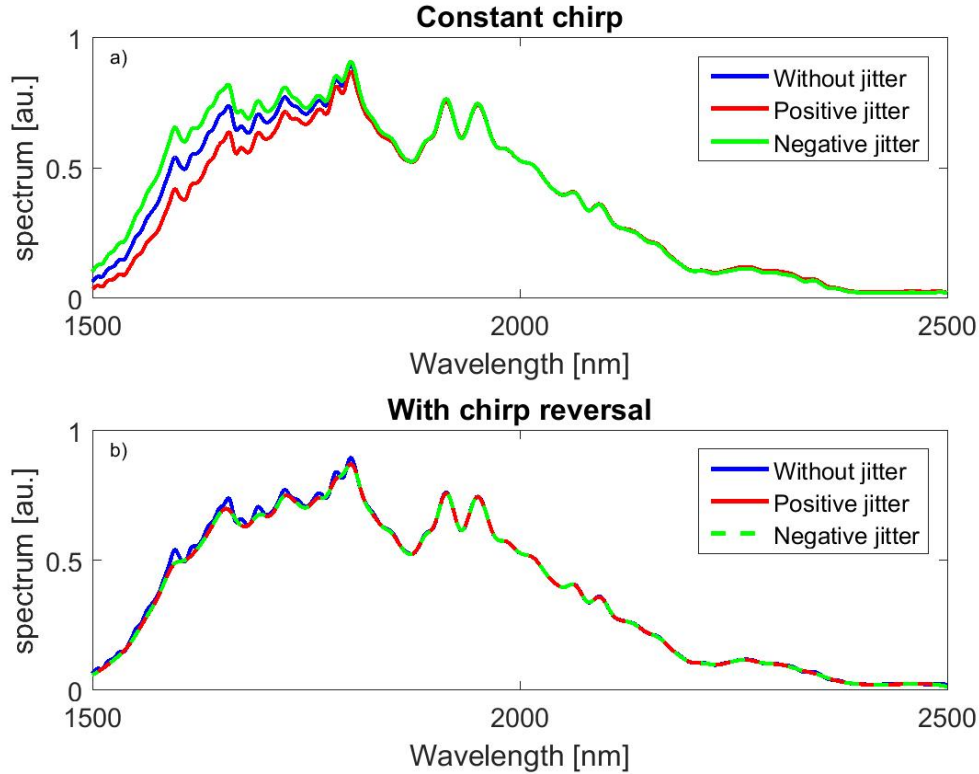 Constant chirp
a)
1
0.5
0
spectrum [au.]
Without jitter
Positive jitter
Negative jitter
1500
2000
2500
Wavelength [nm]
With chirp reversal
b)
1
0.5
0
spectrum [au.]
Without jitter
Positive jitter
Negative jitter
1500
2000
2500
Wavelength [nm]